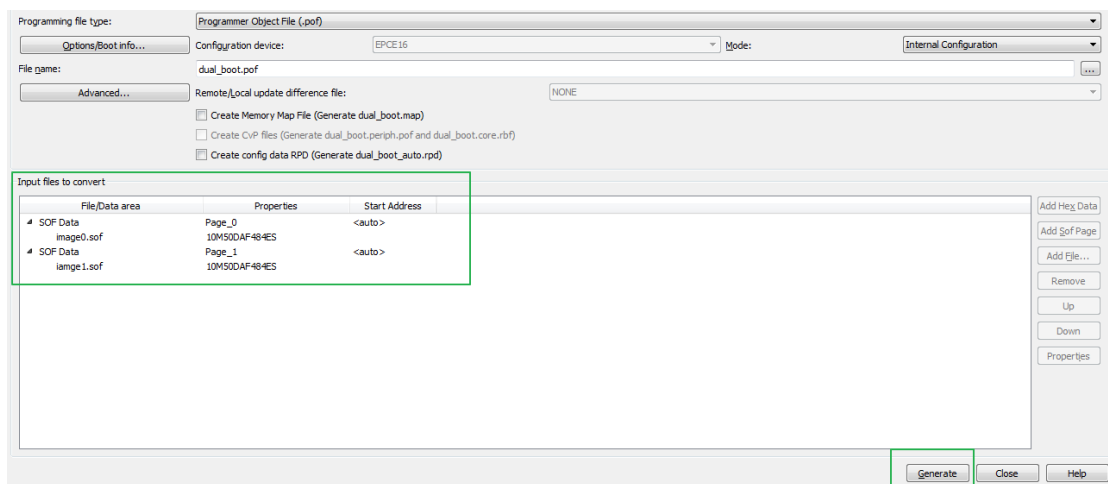 Programming file type: Programmer Object File (.pof)
Options/Boot info... Configuration device: EPCE16 Mode: Internal Configuration
File name: dual_boot.pof ...
Advanced... Remote/Local update difference file: NONE
Create Memory Map File (Generate dual_boot.map)
Create CvP files (Generate dual_boot.periph.pof and dual_boot.core.rbf)
Create config data RPD (Generate dual_boot_auto.rpd)
Input files to convert
File/Data area Properties Start Address
SOF Data Page_0 <auto>
image0.sof 10M50DAF484ES
SOF Data Page_1 <auto>
iamge1.sof 10M50DAF484ES
Add Hex Data
Add Sof Page
Add File...
Remove
Up
Down
Properties
Generate Close Help